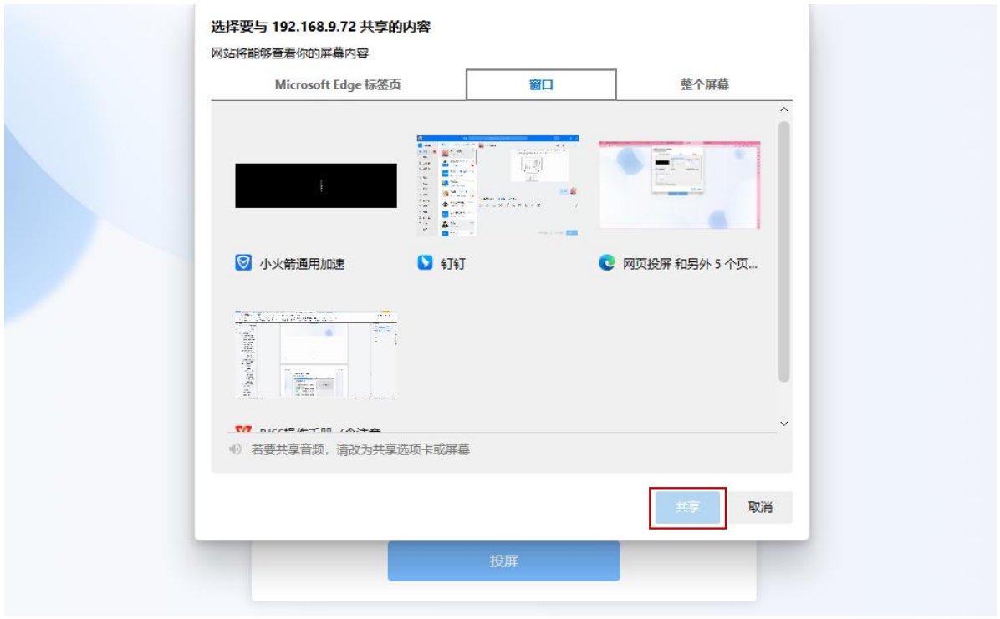 选择要与 192.168.9.72 共享的内容
网站将能够查看你的屏幕内容
Microsoft Edge 标签页
窗口
整个屏幕
小火箭通用加速
钉钉
网页投屏 和另外 5 个页...
若要共享音频，请改为共享选项卡或屏幕
共享
取消
投屏